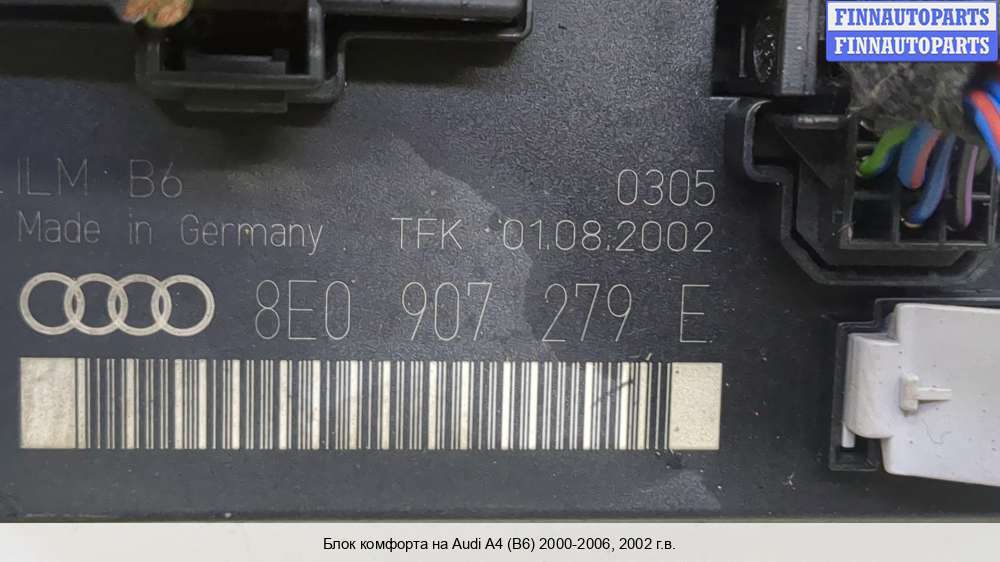 FINNAUTOPARTS
FINNAUTOPARTS
ILM B6
0305
Made in Germany
TFK 01.08.2002
8E0 907 279 E
Блок комфорта на Audi A4 (B6) 2000-2006, 2002 г.в.